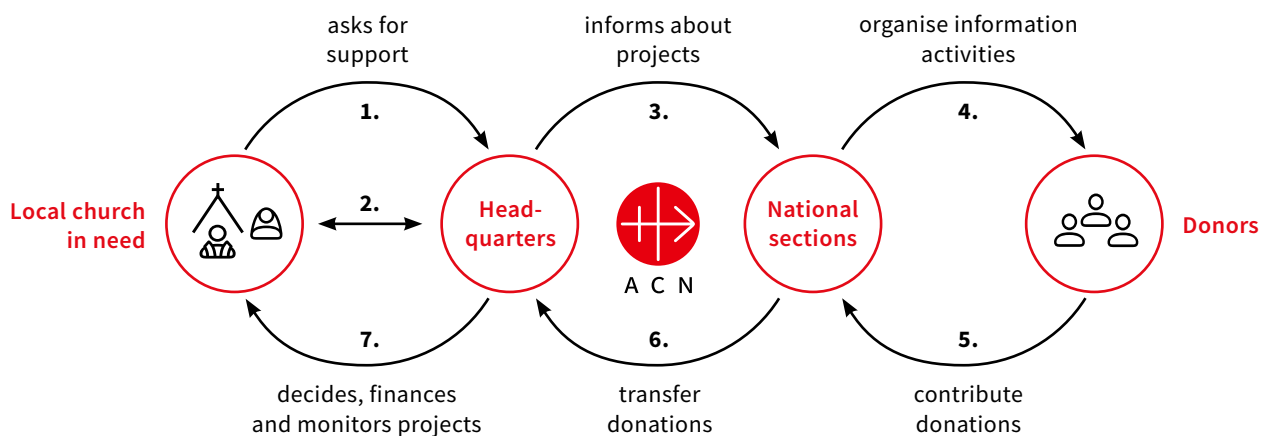 asks for
support
informs about
projects
organise information
activities
1.
3.
4.
Local church
in need
2.
Head-
quarters
A C N
National
sections
Donors
7.
6.
5.
decides, finances
and monitors projects
transfer
donations
contribute
donations